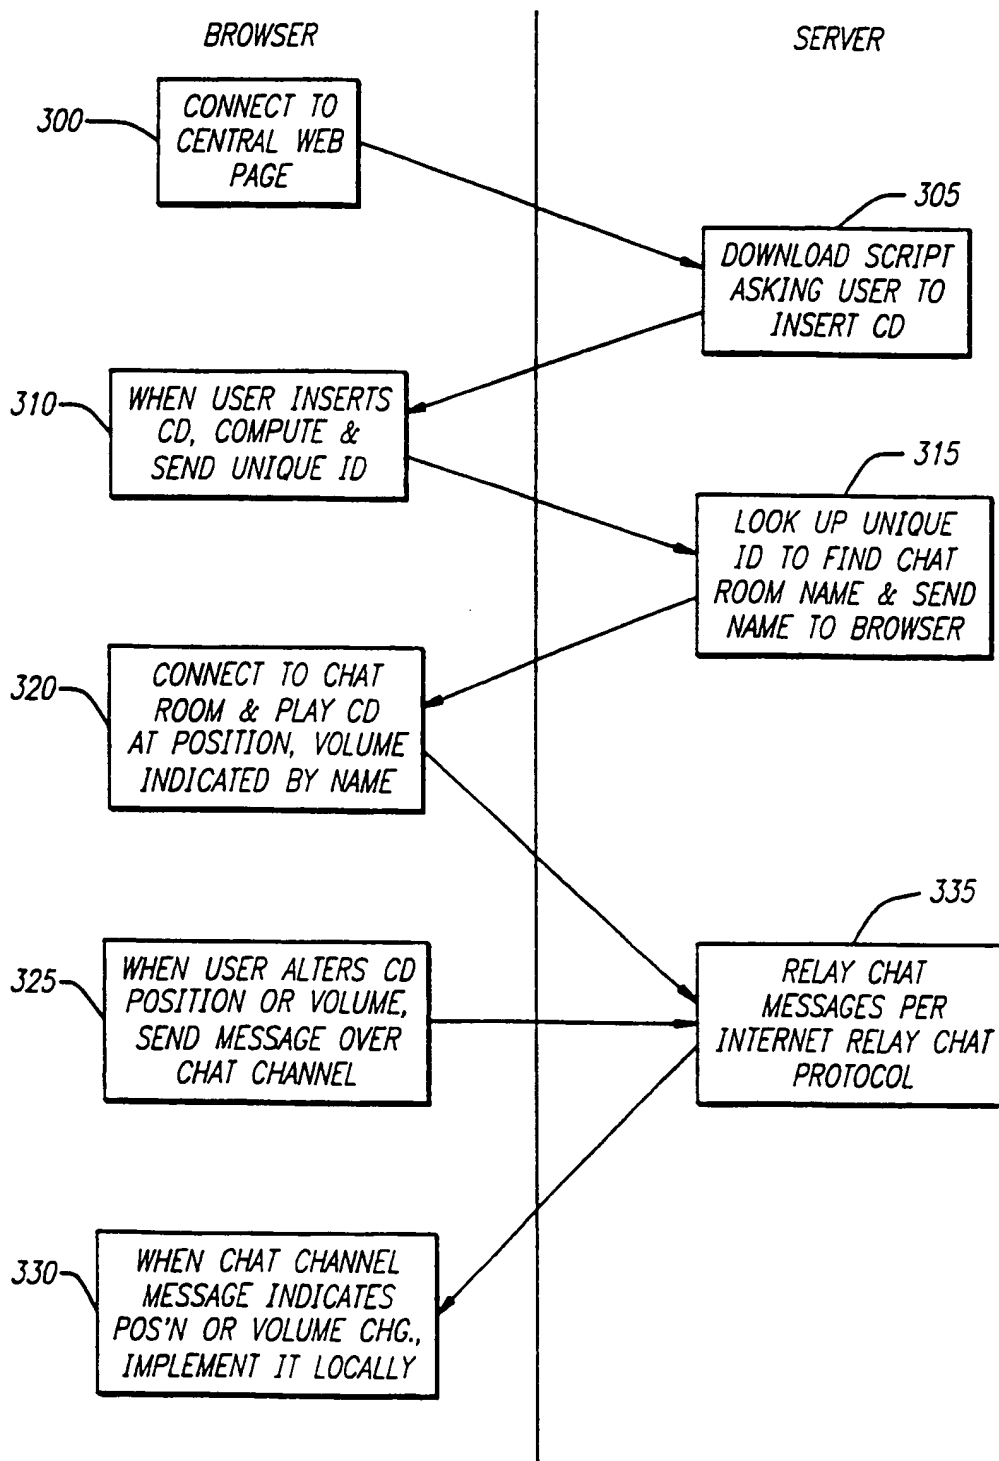 BROWSER
SERVER
300
CONNECT TO
CENTRAL WEB
PAGE
305
DOWNLOAD SCRIPT
ASKING USER TO
INSERT CD
310
WHEN USER INSERTS
CD, COMPUTE &
SEND UNIQUE ID
315
LOOK UP UNIQUE
ID TO FIND CHAT
ROOM NAME & SEND
NAME TO BROWSER
320
CONNECT TO CHAT
ROOM & PLAY CD
AT POSITION, VOLUME
INDICATED BY NAME
335
RELAY CHAT
MESSAGES PER
INTERNET RELAY CHAT
PROTOCOL
325
WHEN USER ALTERS CD
POSITION OR VOLUME,
SEND MESSAGE OVER
CHAT CHANNEL
330
WHEN CHAT CHANNEL
MESSAGE INDICATES
POS'N OR VOLUME CHG.,
IMPLEMENT IT LOCALLY